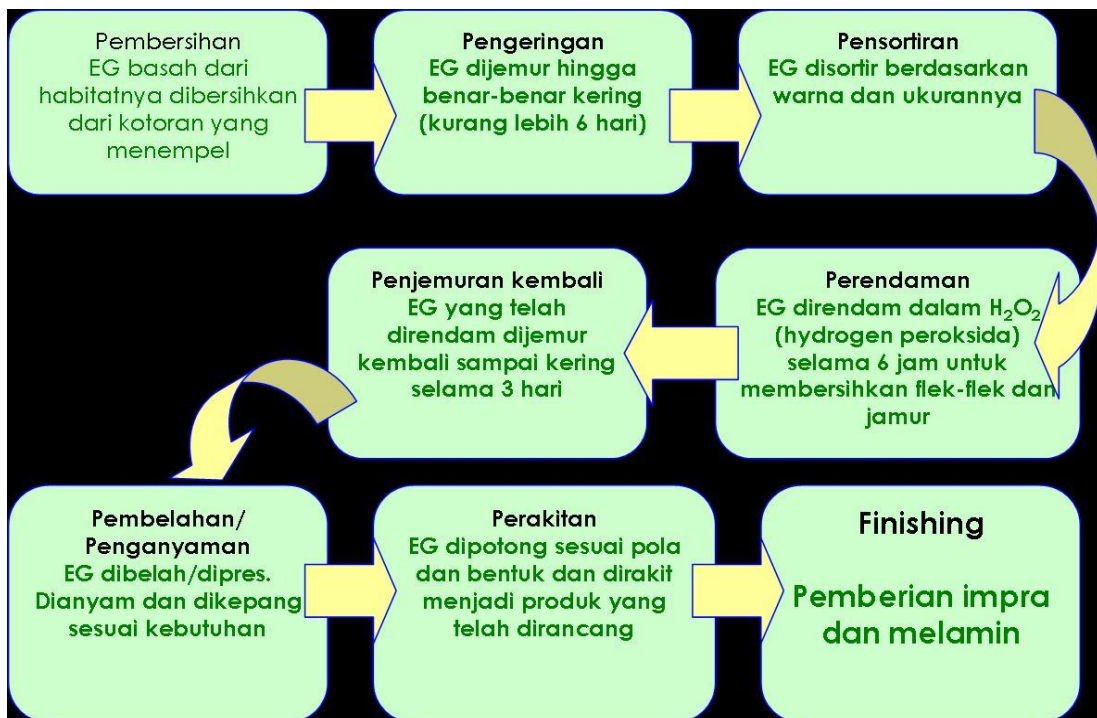 Pembersihan
EG basah dari
habitatnya dibersihkan
dari kotoran yang
menempel
Pengeringan
EG dijemur hingga
benar-benar kering
(kurang lebih 6 hari)
Pensortiran
EG disortir berdasarkan
warna dan ukurannya
Perendaman
EG direndam dalam H₂O₂
(hydrogen peroksida)
selama 6 jam untuk
membersihkan flek-flek dan
jamur
Penjemuran kembali
EG yang telah
direndam dijemur
kembali sampai kering
selama 3 hari
Pembelahan/
Penganyaman
EG dibelah/dipres.
Dianyam dan dikepang
sesuai kebutuhan
Perakitan
EG dipotong sesuai pola
dan bentuk dan dirakit
menjadi produk yang
telah dirancang
Finishing
Pemberian impra
dan melamin